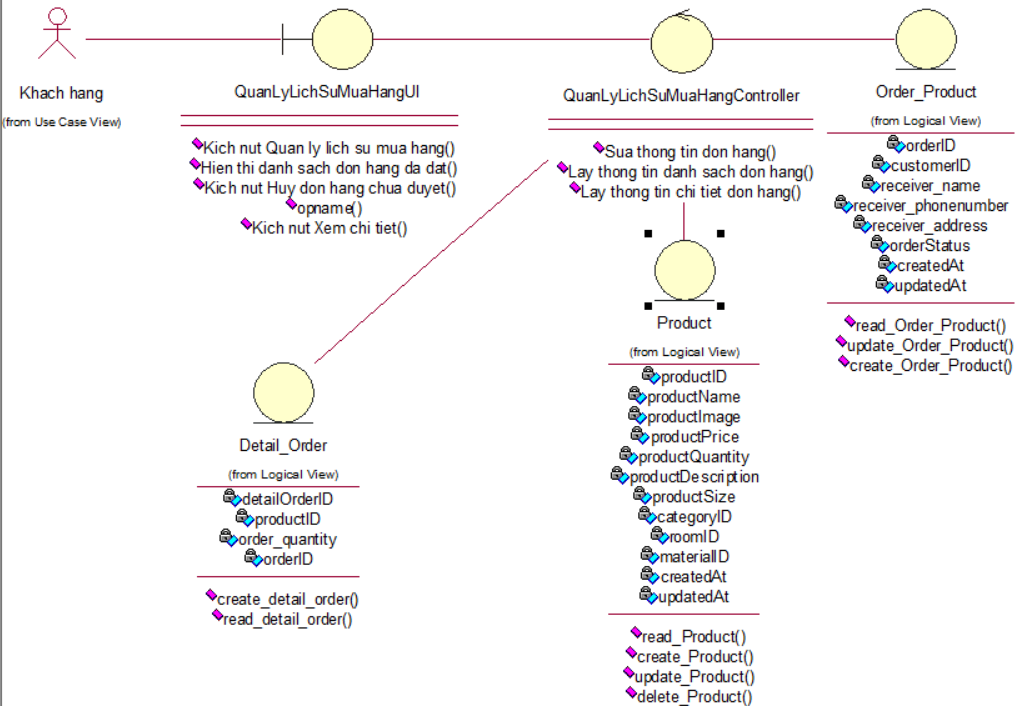 Khach hang
(from Use Case View)
QuanLyLichSuMuaHangUI
Kich nut Quan ly lich su mua hang()
Hien thi danh sach don hang da dat()
Kich nut Huy don hang chua duyet()
opname()
Kich nut Xem chi tiet()
QuanLyLichSuMuaHangController
Sua thong tin don hang()
Lay thong tin danh sach don hang()
Lay thong tin chi tiet don hang()
Order_Product
(from Logical View)
orderID
customerID
receiver_name
receiver_phonenumber
receiver_address
orderStatus
createdAt
updatedAt
read_Order_Product()
update_Order_Product()
create_Order_Product()
Detail_Order
(from Logical View)
detailOrderID
productID
order_quantity
orderID
create_detail_order()
read_detail_order()
Product
(from Logical View)
productID
productName
productImage
productPrice
productQuantity
productDescription
productSize
categoryID
roomID
materialID
createdAt
updatedAt
read_Product()
create_Product()
update_Product()
delete_Product()